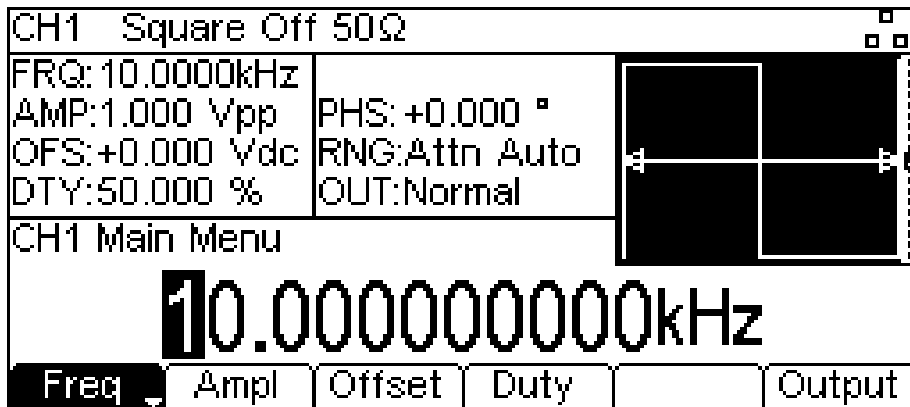 CH1 Square Off 50Ω
FRQ:10.0000kHz
AMP:1.000 Vpp
OFS:+0.000 Vdc
DTY:50.000 %
PHS:+0.000 °
RNG:Attn Auto
OUT:Normal
CH1 Main Menu
10.000000000kHz
Freq Ampl Offset Duty Output